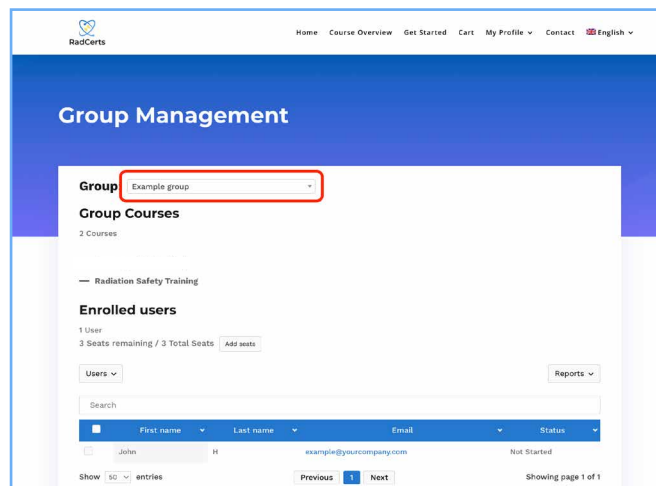 RadCerts
Home Course Overview Get Started Cart My Profile Contact English
Group Management
Group: Example group
Group Courses
2 Courses
— Radiation Safety Training
Enrolled users
1 User
3 Seats remaining / 3 Total Seats Add seats
Users Reports
Search
First name Last name Email Status
John H example@yourcompany.com Not Started
Show 50 entries Previous 1 Next Showing page 1 of 1